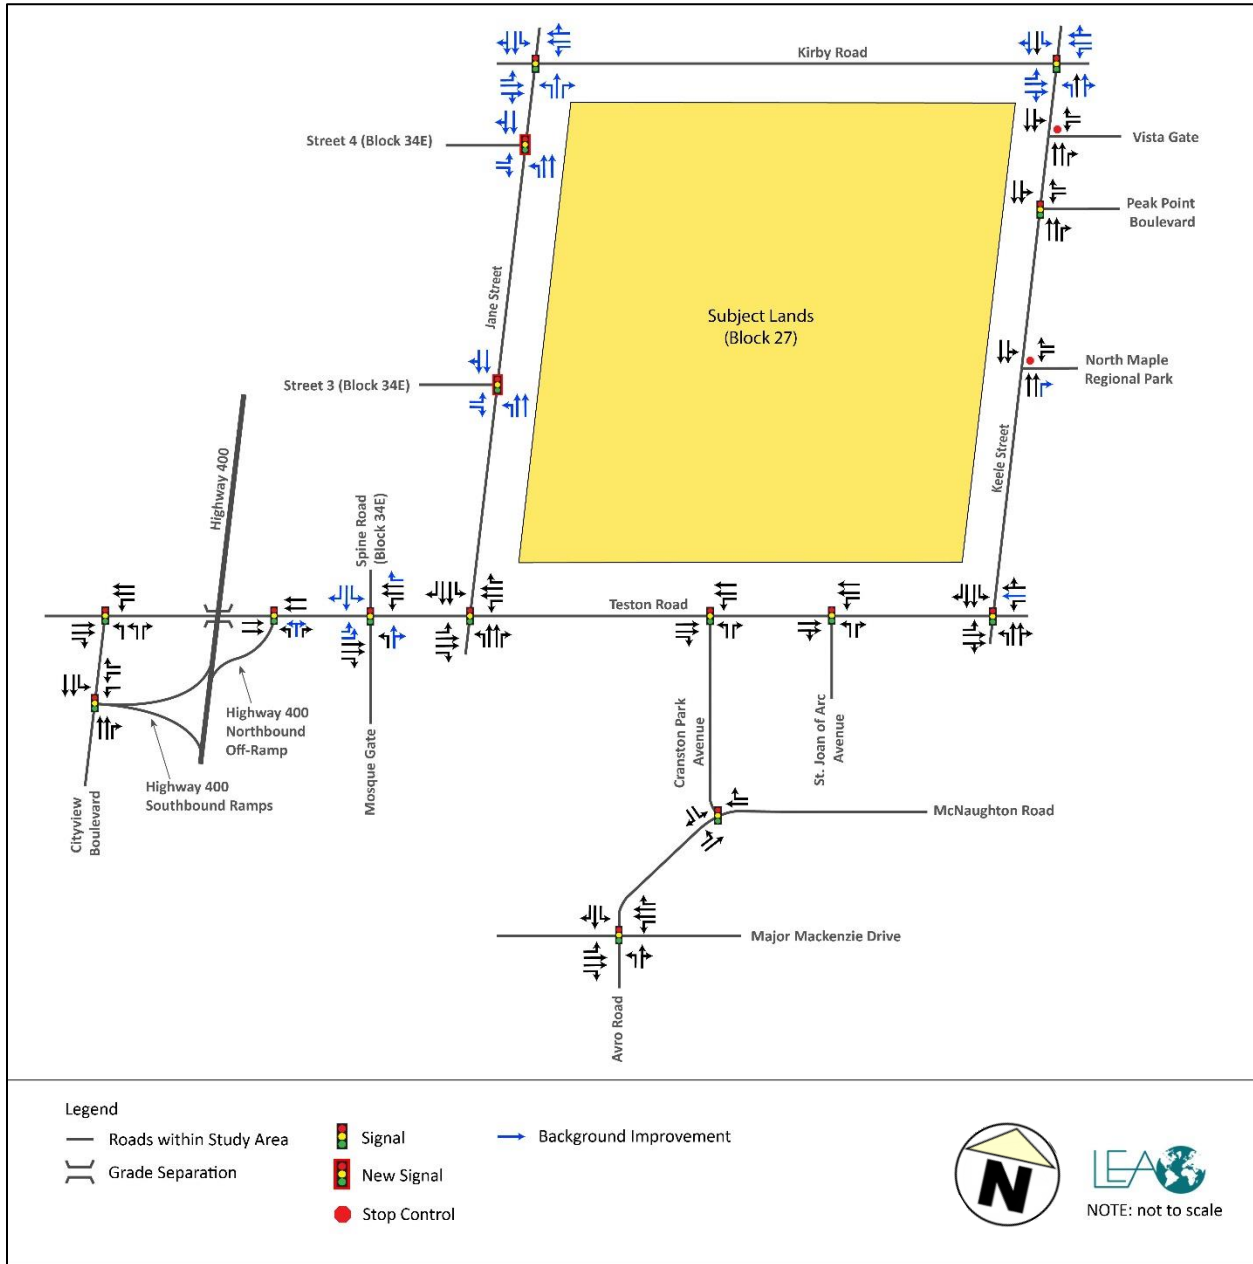 Kirby Road
Street 4 (Block 34E)
Vista Gate
Peak Point
Boulevard
Jane Street
Subject Lands
(Block 27)
Street 3 (Block 34E)
North Maple
Regional Park
Keele Street
Highway 400
Spine Road
(Block 34E)
Teston Road
Highway 400
Northbound
Off-Ramp
Highway 400
Southbound Ramps
Cityview
Boulevard
Mosque Gate
Cranston Park
Avenue
St. Joan of Arc
Avenue
McNaughton Road
Major Mackenzie Drive
Avro Road
Legend
Roads within Study Area
Grade Separation
Signal
New Signal
Stop Control
Background Improvement
N
LEA
NOTE: not to scale